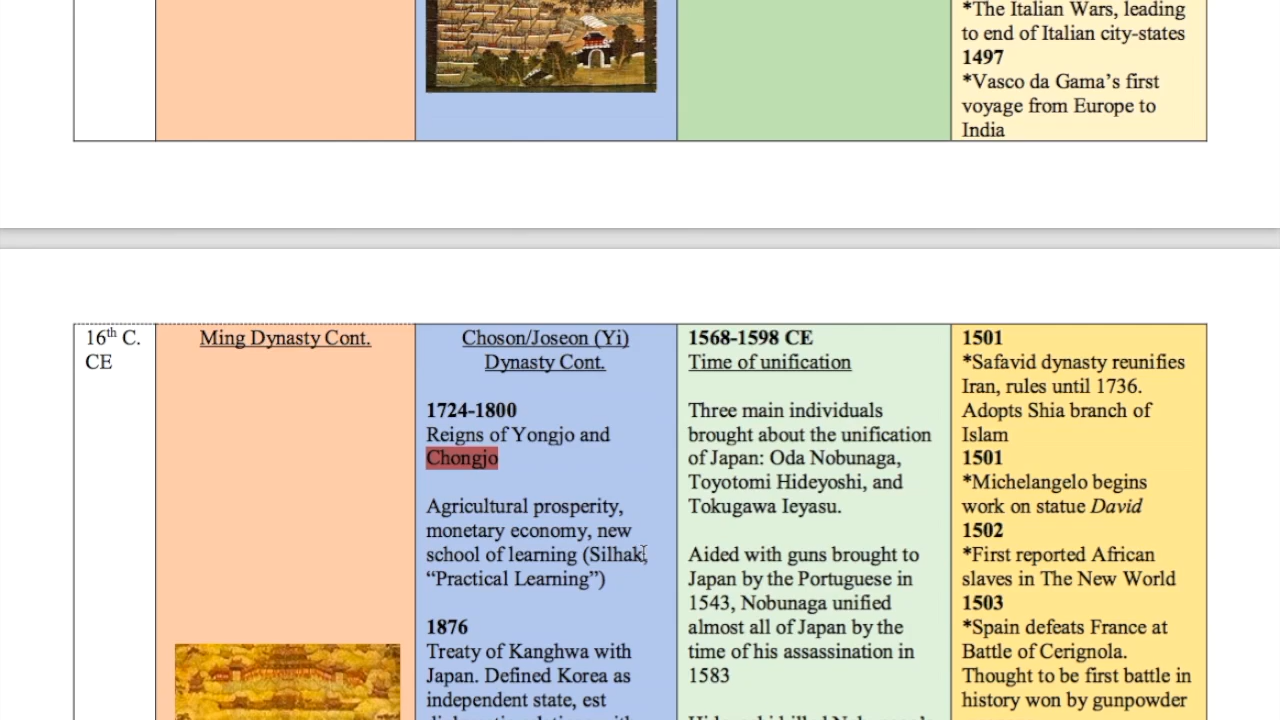 *The Italian Wars, leading
to end of Italian city-states
1497
*Vasco da Gama’s first
voyage from Europe to
India
16th C.
CE
Ming Dynasty Cont.
Choson/Joseon (Yi)
Dynasty Cont.
1724-1800
Reigns of Yongjo and
Chongjo
Agricultural prosperity,
monetary economy, new
school of learning (Silhak,
“Practical Learning”)
1876
Treaty of Kanghwa with
Japan. Defined Korea as
independent state, est
1568-1598 CE
Time of unification
Three main individuals
brought about the unification
of Japan: Oda Nobunaga,
Toyotomi Hideyoshi, and
Tokugawa Ieyasu.
Aided with guns brought to
Japan by the Portuguese in
1543, Nobunaga unified
almost all of Japan by the
time of his assassination in
1583
1501
*Safavid dynasty reunifies
Iran, rules until 1736.
Adopts Shia branch of
Islam
1501
*Michelangelo begins
work on statue David
1502
*First reported African
slaves in The New World
1503
*Spain defeats France at
Battle of Cerignola.
Thought to be first battle in
history won by gunpowder